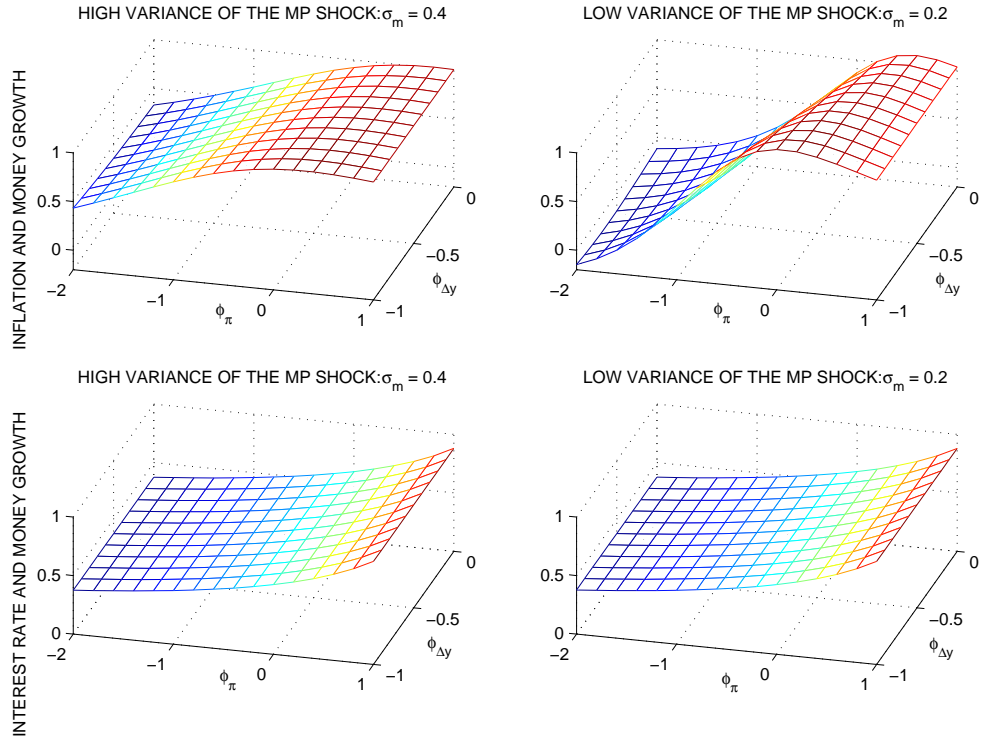 HIGH VARIANCE OF THE MP SHOCK:σm = 0.4
INFLATION AND MONEY GROWTH
1
0.5
0
−2
−1
0
1
ϕπ
−1
−0.5
0
ϕΔy
LOW VARIANCE OF THE MP SHOCK:σm = 0.2
1
0.5
0
−2
−1
0
1
ϕπ
−1
−0.5
0
ϕΔy
HIGH VARIANCE OF THE MP SHOCK:σm = 0.4
INTEREST RATE AND MONEY GROWTH
1
0.5
0
−2
−1
0
1
ϕπ
−1
−0.5
0
ϕΔy
LOW VARIANCE OF THE MP SHOCK:σm = 0.2
1
0.5
0
−2
−1
0
1
ϕπ
−1
−0.5
0
ϕΔy